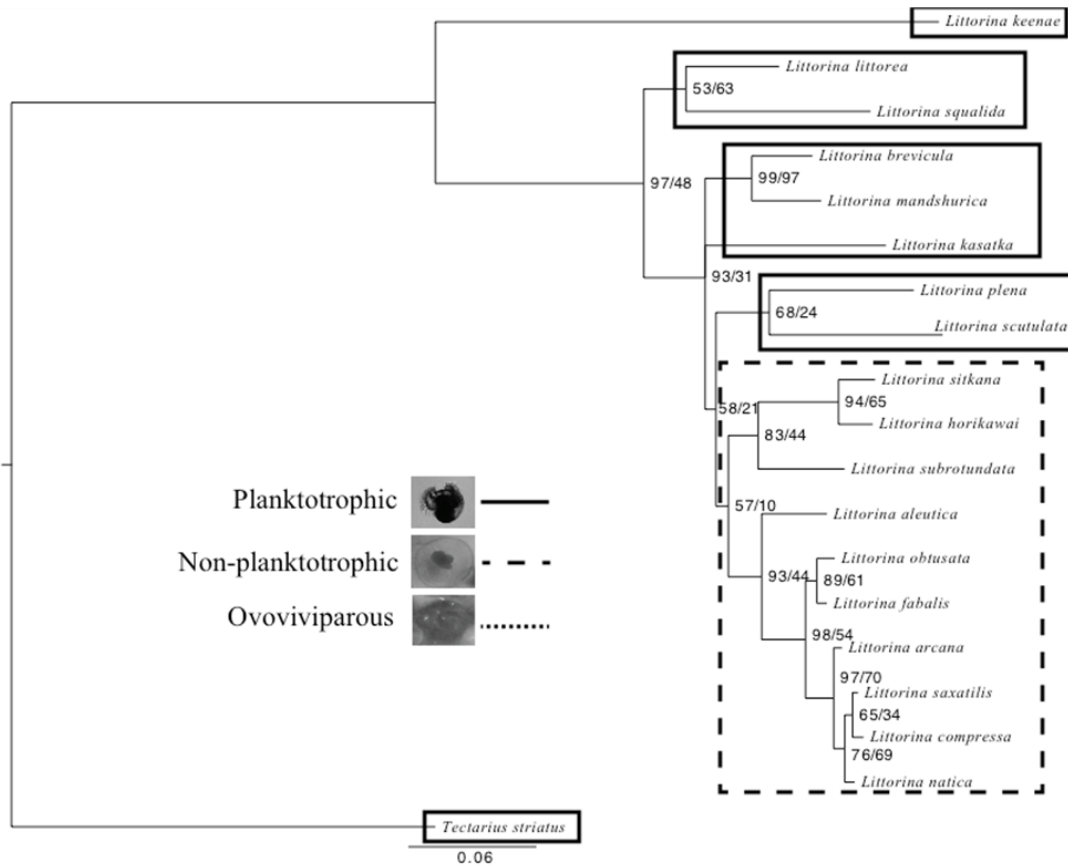 Littorina keenae
Littorina littorea
53/63
Littorina squalida
Littorina brevicula
99/97
97/48
Littorina mandshurica
Littorina kasatka
93/31
Littorina plena
68/24
Littorina scutulata
Littorina sitkana
94/65
58/21
Littorina horikawai
83/44
Littorina subrotundata
Planktotrophic
57/10
Littorina aleutica
Non-planktotrophic
Littorina obtusata
93/44
89/61
Littorina fabalis
Ovoviviparous
98/54
Littorina arcana
97/70
Littorina saxatilis
65/34
Littorina compressa
76/69
Littorina natica
Tectarius striatus
0.06